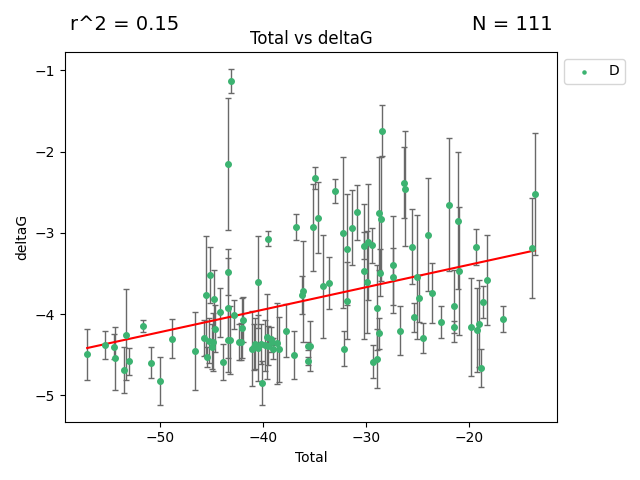 r^2 = 0.15
N = 111
Total vs deltaG
D
deltaG
−1
−2
−3
−4
−5
−50
−40
−30
−20
Total